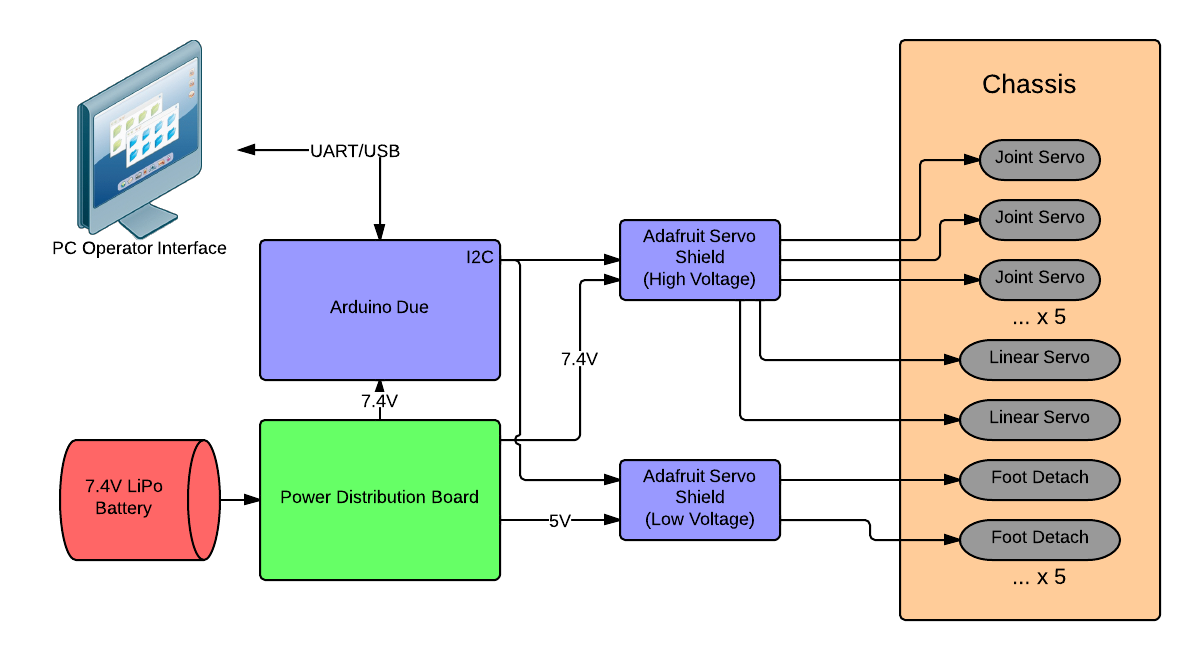 Chassis
UART/USB
PC Operator Interface
I2C
Arduino Due
7.4V
Adafruit Servo
Shield
(High Voltage)
7.4V
Joint Servo
Joint Servo
Joint Servo
... x 5
Linear Servo
Linear Servo
7.4V LiPo
Battery
Power Distribution Board
5V
Adafruit Servo
Shield
(Low Voltage)
Foot Detach
Foot Detach
... x 5